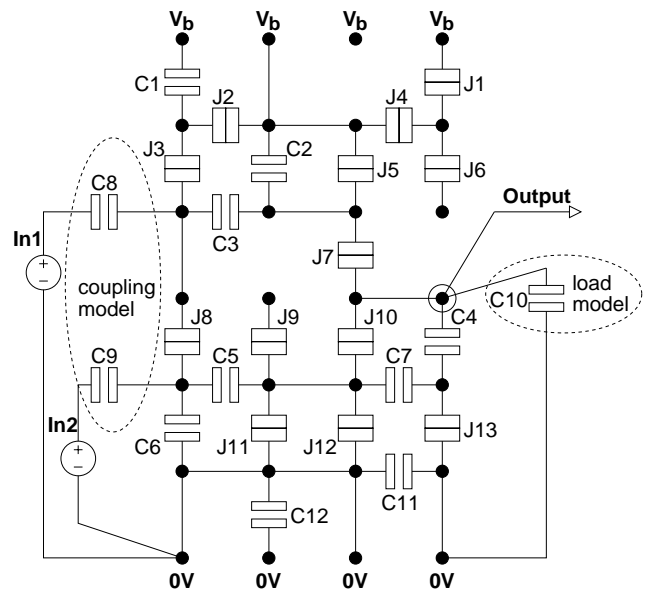 Vb Vb Vb Vb
C1 J1
J2 J4
J3 C2 J5 J6
C8 Output
C3
In1 J7
coupling model
C10 load model
C4
J8 J9 J10
C9 C5 C7
In2
C6 J11 J12 J13
C11
C12
0V 0V 0V 0V
+
−
+
−